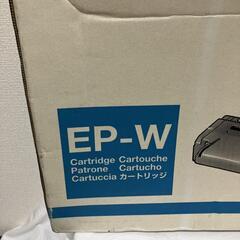 EP-W
Cartridge Cartouche
Patrone Cartucho
Cartuccia カートリッジ